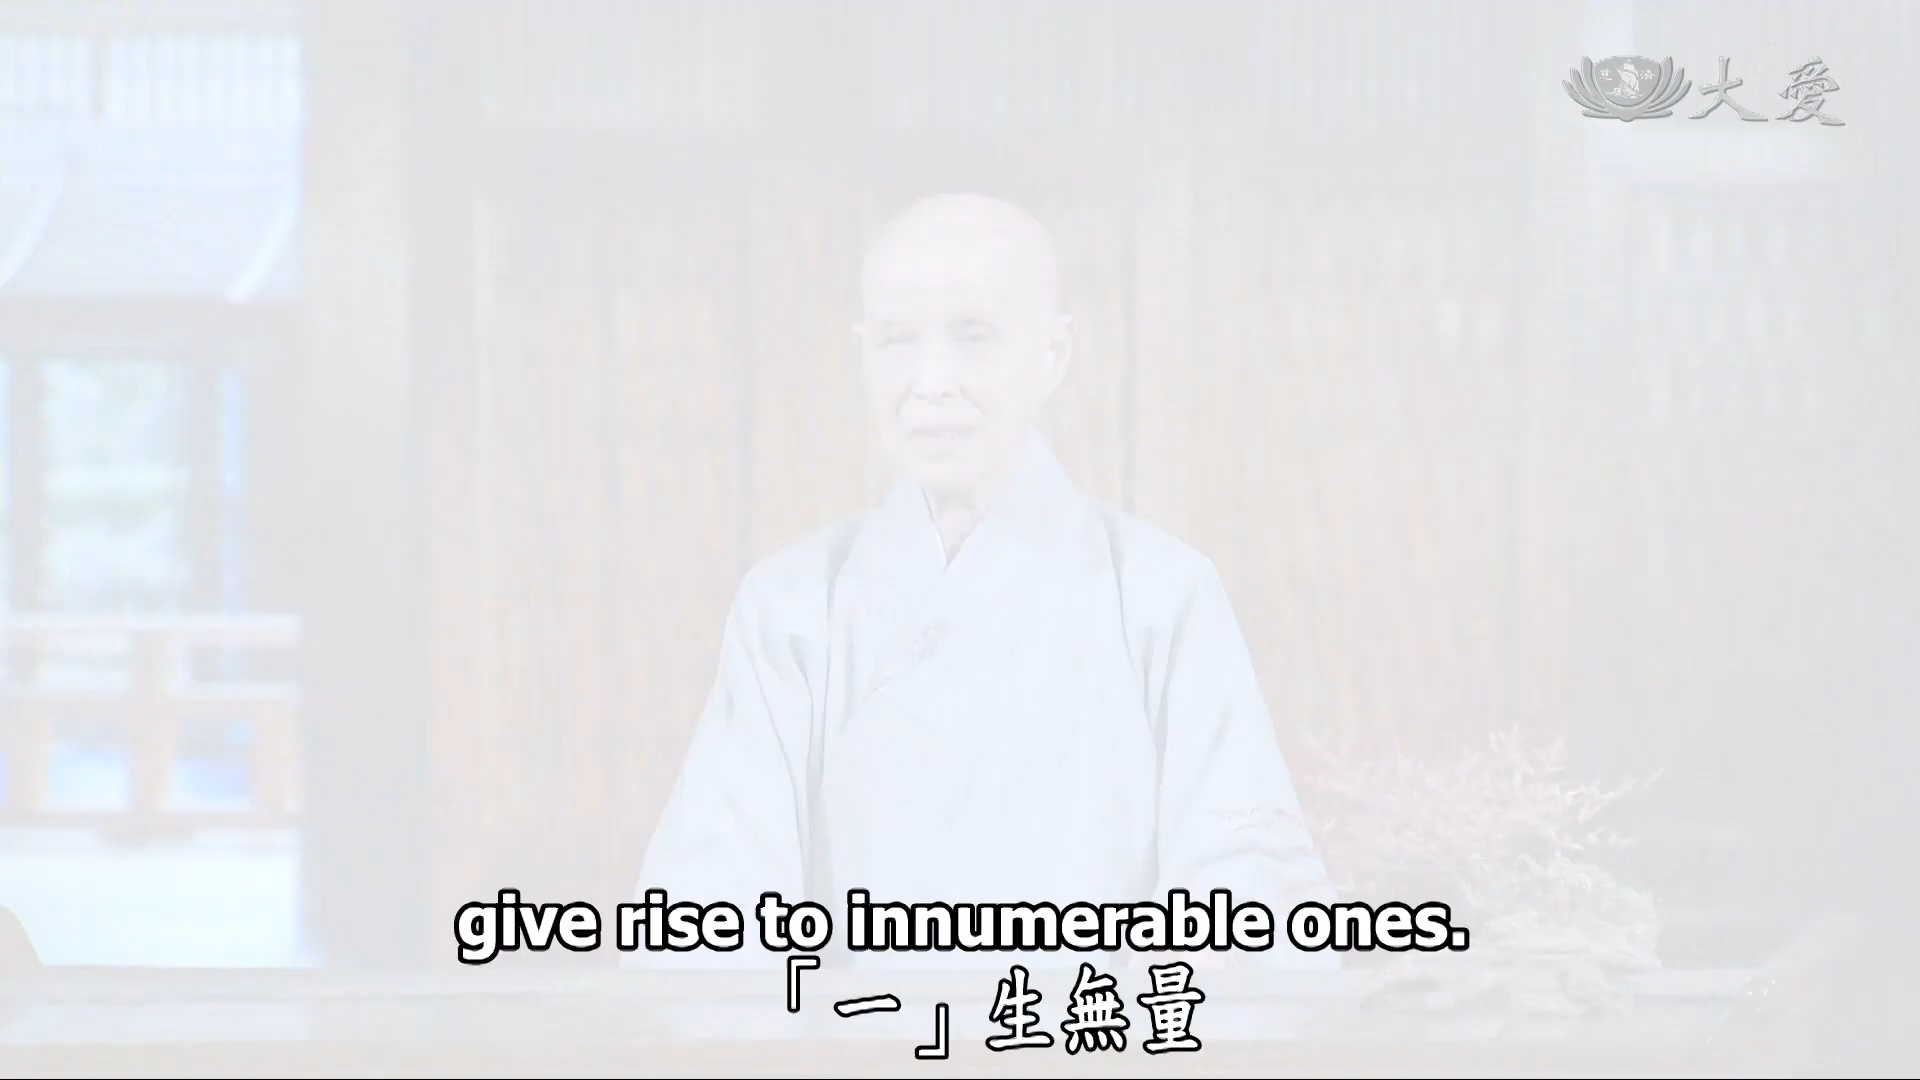 大愛
give rise to innumerable ones.
「一」生無量